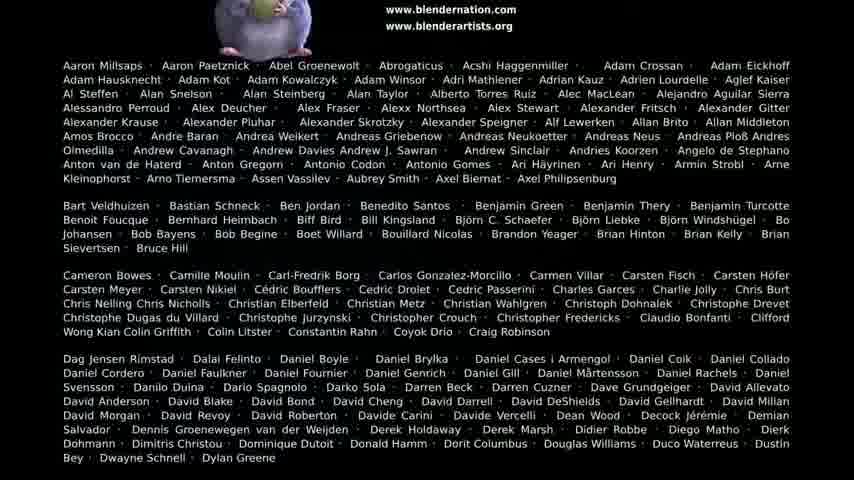 www.blendernation.com
www.blenderartists.org
Aaron Millsaps · Aaron Paetznick · Abel Groenewolt · Abrogaticus · Acshi Haggenmiller · Adam Crossan · Adam Eickhoff
Adam Hausknecht · Adam Kot · Adam Kowalczyk · Adam Winsor · Adri Mathlener · Adrian Kauz · Adrien Lourdelle · Aglef Kaiser
Al Steffen · Alan Snelson · Alan Steinberg · Alan Taylor · Alberto Torres Ruiz · Alec MacLean · Alejandro Aguilar Sierra
Alessandro Perroud · Alex Deucher · Alex Fraser · Alexx Northsea · Alex Stewart · Alexander Fritsch · Alexander Gitter
Alexander Krause · Alexander Pluhar · Alexander Skrotzky · Alexander Speigner · Alf Lewerken · Allan Brito · Allan Middleton
Amos Brocco · Andre Baran · Andrea Weikert · Andreas Griebenow · Andreas Neukoetter · Andreas Neus · Andreas Ploß Andres
Olmedilla · Andrew Cavanagh · Andrew Davies Andrew J. Sawran · Andrew Sinclair · Andries Koorzen · Angelo de Stephano
Anton van de Haterd · Anton Gregorn · Antonio Codon · Antonio Gomes · Ari Häyrinen · Ari Henry · Armin Strobl · Arne
Kleinophorst · Arno Tiemersma · Assen Vassilev · Aubrey Smith · Axel Biernat · Axel Philipsenburg
Bart Veldhuizen · Bastian Schneck · Ben Jordan · Benedito Santos · Benjamin Green · Benjamin Thery · Benjamin Turcotte
Benoit Foucque · Bernhard Heimbach · Biff Bird · Bill Kingsland · Björn C. Schaefer · Björn Liebke · Björn Windshügel · Bo
Johansen · Bob Bayens · Bob Begine · Boet Willard · Bouillard Nicolas · Brandon Yeager · Brian Hinton · Brian Kelly · Brian
Sievertsen · Bruce Hill
Cameron Bowes · Camille Moulin · Carl-Fredrik Borg · Carlos Gonzalez-Morcillo · Carmen Villar · Carsten Fisch · Carsten Höfer
Carsten Meyer · Carsten Nikiel · Cédric Boufflers · Cedric Drolet · Cedric Passerini · Charles Garces · Charlie Jolly · Chris Burt
Chris Nelling Chris Nicholls · Christian Elberfeld · Christian Metz · Christian Wahlgren · Christoph Dohnalek · Christophe Drevet
Christophe Dugas du Villard · Christophe Jurzynski · Christopher Crouch · Christopher Fredericks · Claudio Bonfanti · Clifford
Wong Kian Colin Griffith · Colin Litster · Constantin Rahn · Coyok Drio · Craig Robinson
Dag Jensen Rimstad · Dalai Felinto · Daniel Boyle · Daniel Brylka · Daniel Cases i Armengol · Daniel Coik · Daniel Collado
Daniel Cordero · Daniel Faulkner · Daniel Fournier · Daniel Genrich · Daniel Gill · Daniel Mårtensson · Daniel Rachels · Daniel
Svensson · Danilo Duina · Dario Spagnolo · Darko Sola · Darren Beck · Darren Cuzner · Dave Grundgeiger · David Allevato
David Anderson · David Blake · David Bond · David Cheng · David Darrell · David DeShields · David Gellhardt · David Millan
David Morgan · David Revoy · David Roberton · Davide Carini · Davide Vercelli · Dean Wood · Decock Jérémie · Demian
Salvador · Dennis Groenewegen van der Weijden · Derek Holdaway · Derek Marsh · Didier Robbe · Diego Matho · Dierk
Dohmann · Dimitris Christou · Dominique Dutoit · Donald Hamm · Dorit Columbus · Douglas Williams · Duco Waterreus · Dustin
Bey · Dwayne Schnell · Dylan Greene